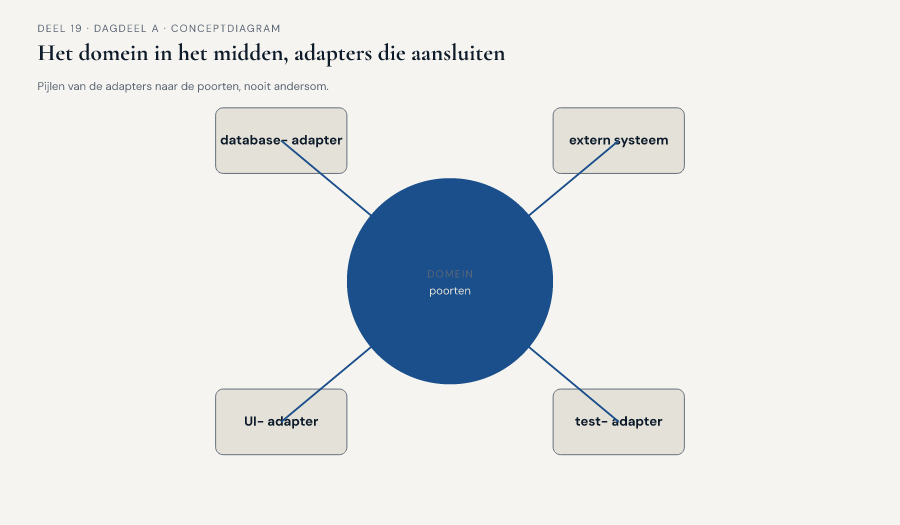 DEEL 19 · DAGDEEL A · CONCEPTDIAGRAM
Het domein in het midden, adapters die aansluiten
Pijlen van de adapters naar de poorten, nooit andersom.
database- adapter
extern systeem
DOMEIN
poorten
UI- adapter
test- adapter